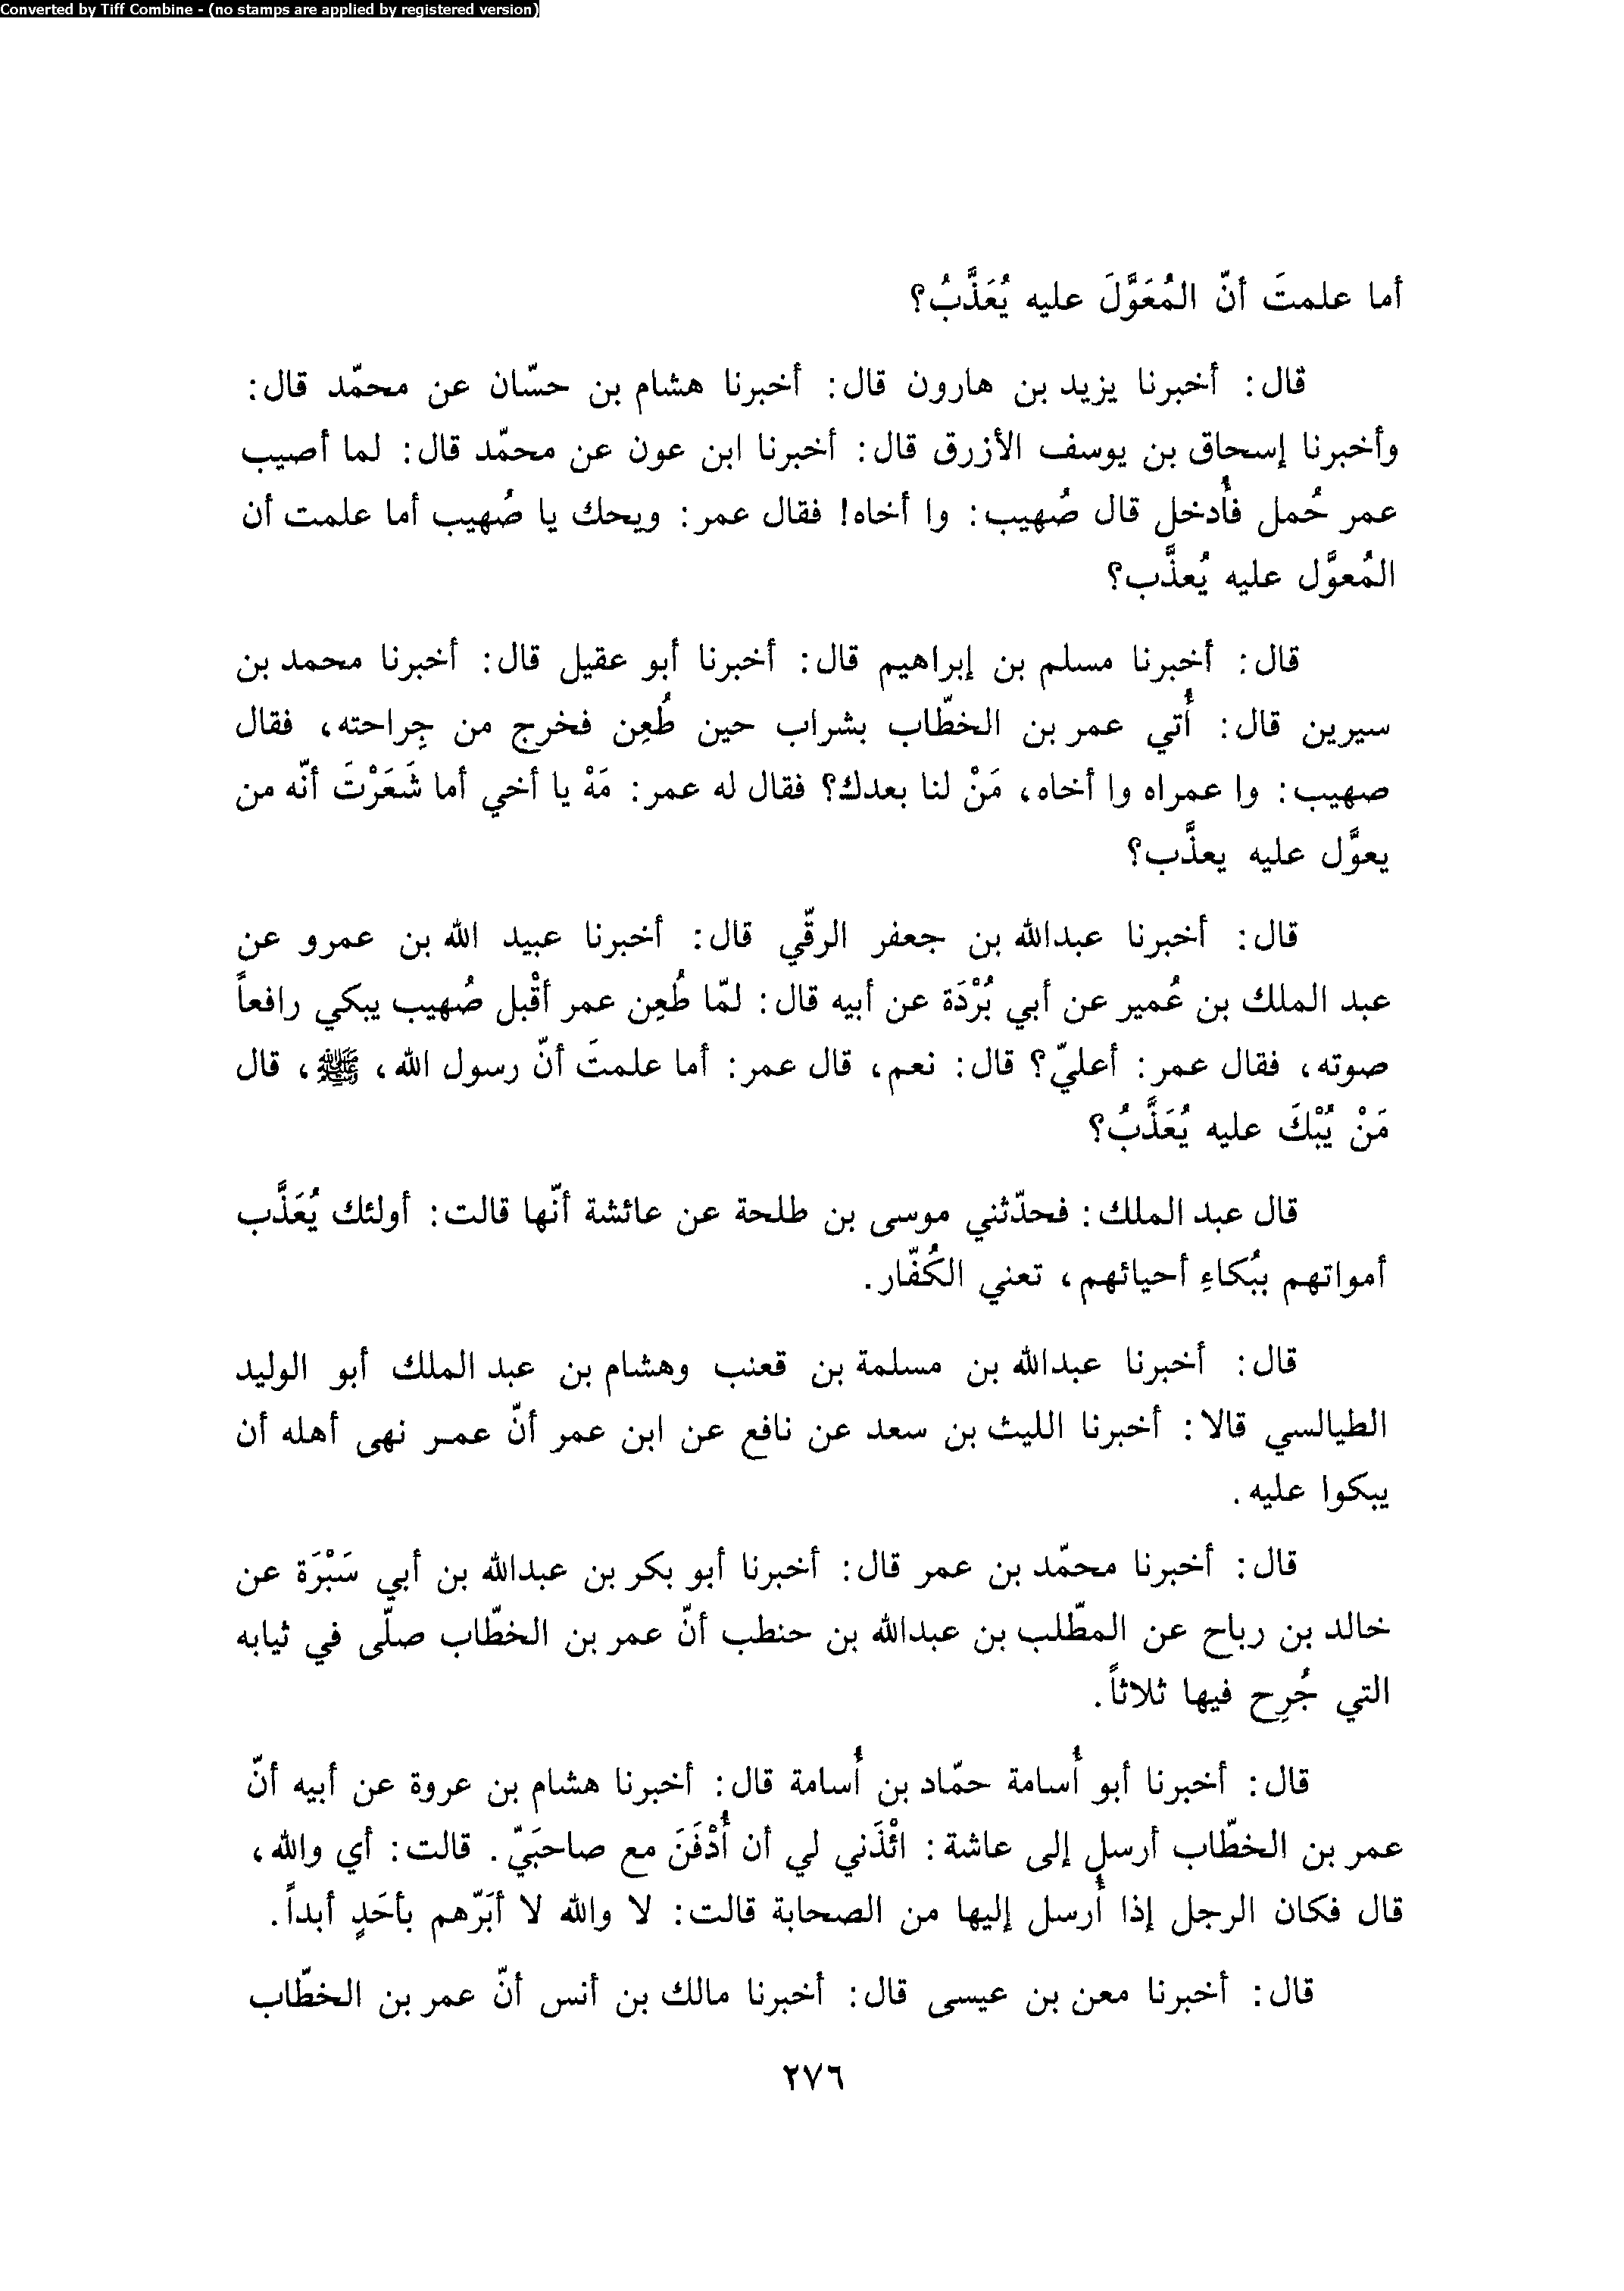 Converted by Tiff Combine - (no stamps are applied by registered version)
أما علمتَ أنّ المُعَوَّلَ عليه يُعَذَّبُ؟
قال: أخبرنا يزيد بن هارون قال: أخبرنا هشام بن حسّان عن محمّد قال:
وأخبرنا إسحاق بن يوسف الأزرق قال: أخبرنا ابن عون عن محمّد قال: لما أصيب
عمر حُمل فأُدخل قال صُهيب: وا أخاه! فقال عمر: ويحك يا صُهيب أما علمت أن
المُعوَّل عليه يُعذَّب؟
قال: أخبرنا مسلم بن إبراهيم قال: أخبرنا أبو عقيل قال: أخبرنا محمد بن
سيرين قال: أُتي عمر بن الخطّاب بشراب حين طُعِن فخرج من جِراحته، فقال
صهيب: وا عمراه وا أخاه، مَنْ لنا بعدك؟ فقال له عمر: مَهْ يا أخي أما شَعَرْتَ أنّه من
يعوَّل عليه يعذَّب؟
قال: أخبرنا عبدالله بن جعفر الرقّي قال: أخبرنا عبيد الله بن عمرو عن
عبد الملك بن عُمير عن أبي بُرْدَة عن أبيه قال: لمّا طُعِن عمر أقْبل صُهيب يبكي رافعاً
صوته، فقال عمر: أعليّ؟ قال: نعم، قال عمر: أما علمتَ أنّ رسول الله، ﷺ، قال
مَنْ يُبْكَ عليه يُعَذَّبُ؟
قال عبد الملك: فحدّثني موسى بن طلحة عن عائشة أنّها قالت: أولئك يُعَذَّب
أمواتهم ببُكاءِ أحيائهم، تعني الكُفّار.
قال: أخبرنا عبدالله بن مسلمة بن قعنب وهشام بن عبد الملك أبو الوليد
الطيالسي قالا: أخبرنا الليث بن سعد عن نافع عن ابن عمر أنّ عمر نهى أهله أن
يبكوا عليه.
قال: أخبرنا محمّد بن عمر قال: أخبرنا أبو بكر بن عبدالله بن أبي سَبْرَة عن
خالد بن رباح عن المطّلب بن عبدالله بن حنطب أنّ عمر بن الخطّاب صلّى في ثيابه
التي جُرِح فيها ثلاثاً.
قال: أخبرنا أبو أُسامة حمّاد بن أُسامة قال: أخبرنا هشام بن عروة عن أبيه أنّ
عمر بن الخطّاب أرسل إلى عاشة: ائْذَني لي أن أُدْفَنَ مع صاحبَيّ. قالت: أي والله،
قال فكان الرجل إذا أُرسل إليها من الصحابة قالت: لا والله لا أبَرّهم بأحَدٍ أبداً.
قال: أخبرنا معن بن عيسى قال: أخبرنا مالك بن أنس أنّ عمر بن الخطّاب
٢٧٦